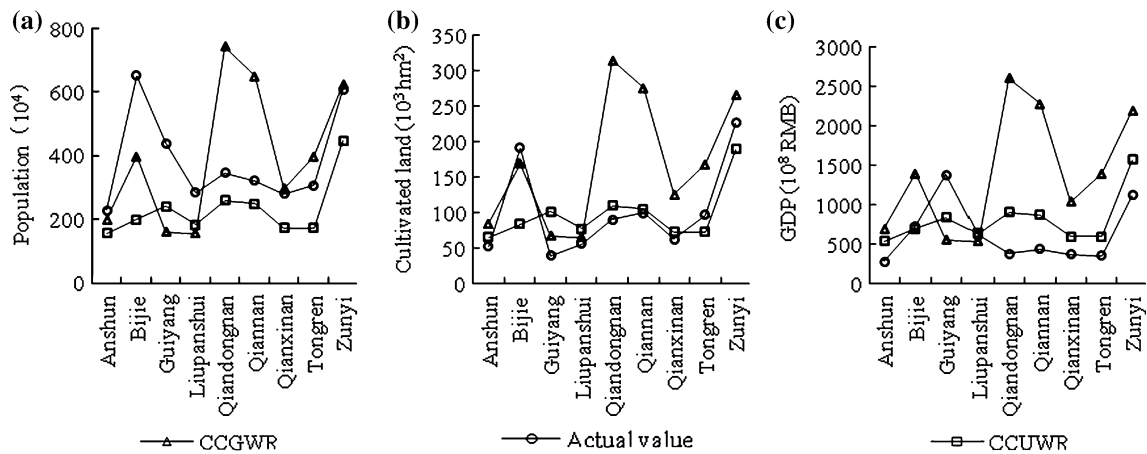 (a)
Population (10⁴)
800
600
400
200
0
Anshun
Bijie
Guiyang
Liupanshui
Qiandongnan
Qiannan
Qianxinan
Tongren
Zunyi
(b)
Cultivated land (10³hm²)
350
300
250
200
150
100
50
0
Anshun
Bijie
Guiyang
Liupanshui
Qiandongnan
Qiannan
Qianxinan
Tongren
Zunyi
(c)
GDP (10⁸ RMB)
3000
2500
2000
1500
1000
500
0
Anshun
Bijie
Guiyang
Liupanshui
Qiandongnan
Qiannan
Qianxinan
Tongren
Zunyi
CCGWR
Actual value
CCUWR